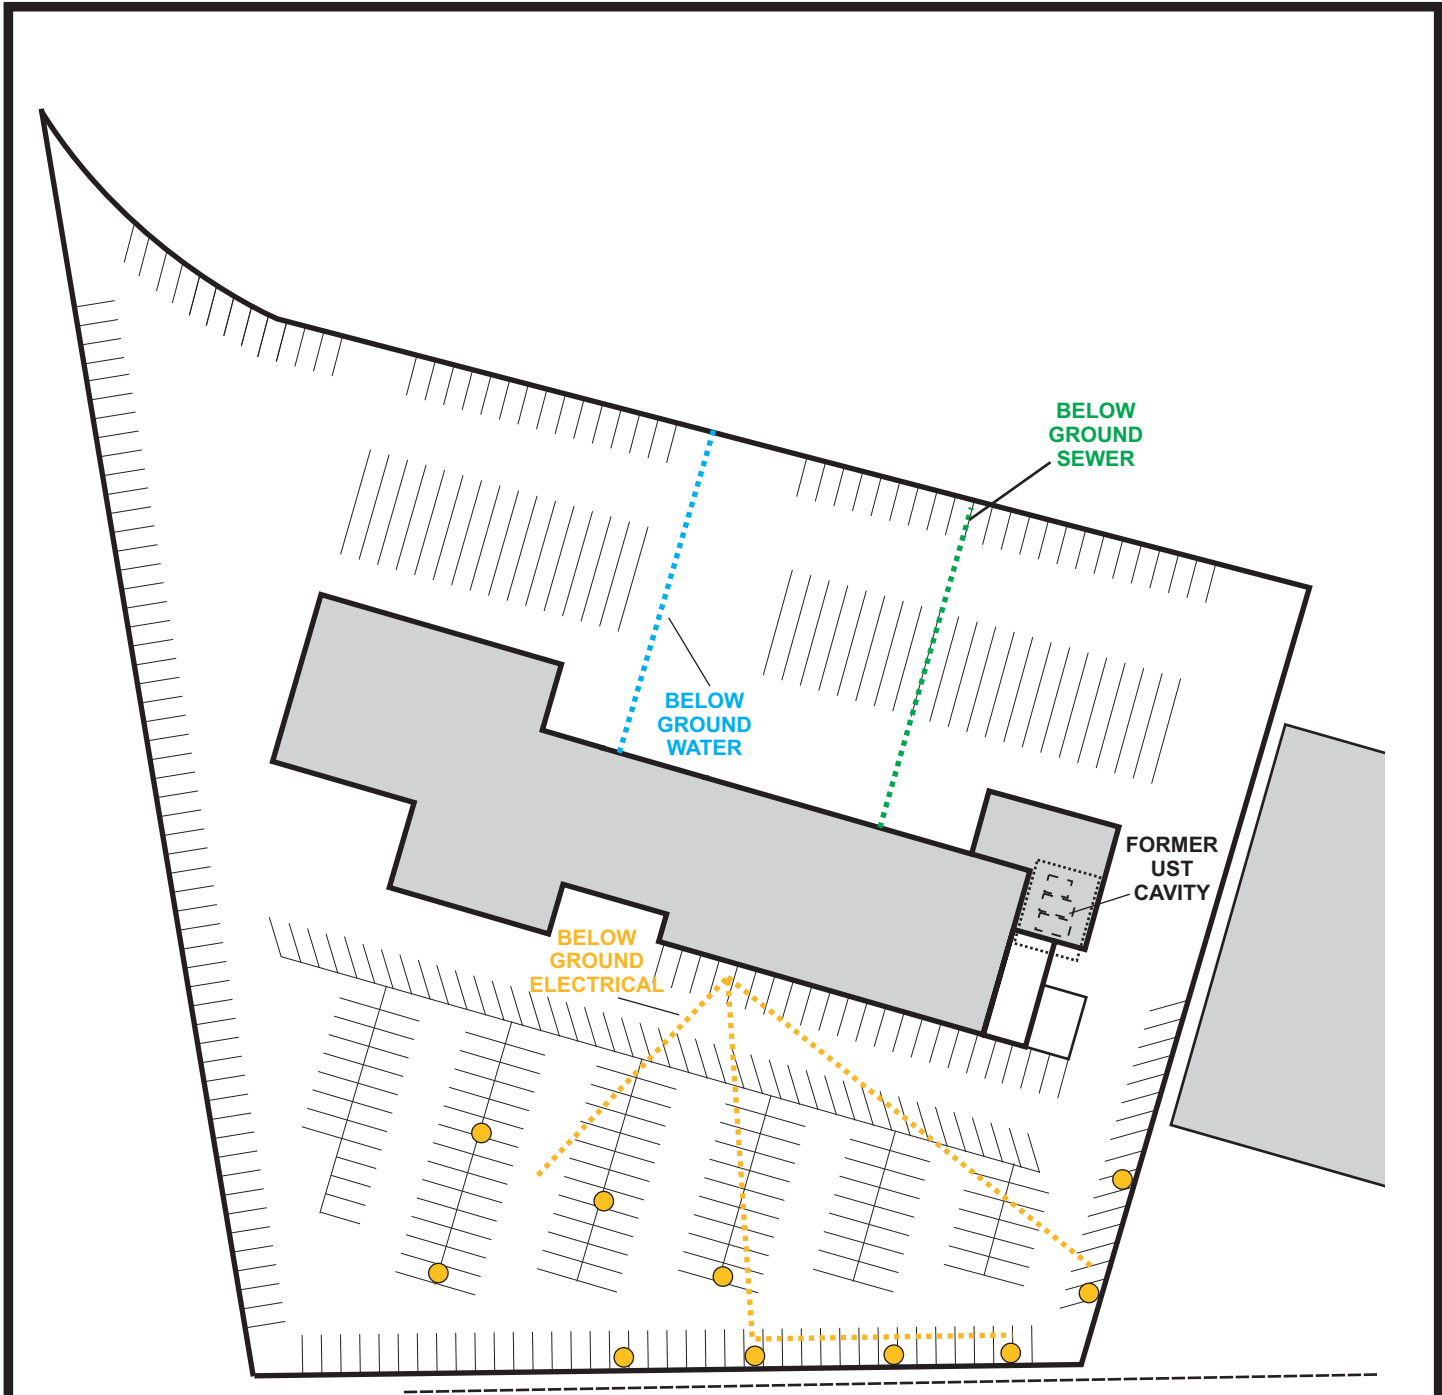 BELOW
GROUND
SEWER
BELOW
GROUND
WATER
FORMER
UST
CAVITY
BELOW
GROUND
ELECTRICAL